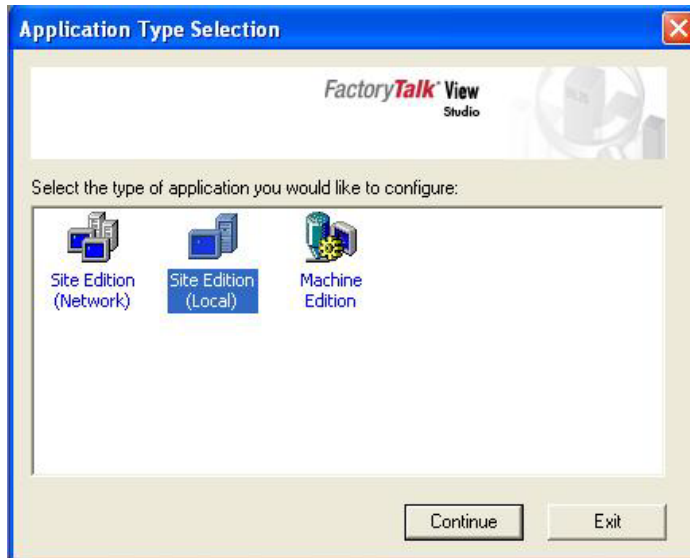 Application Type Selection
FactoryTalk View
Studio
Select the type of application you would like to configure:
Site Edition
(Network)
Site Edition
(Local)
Machine
Edition
Continue
Exit